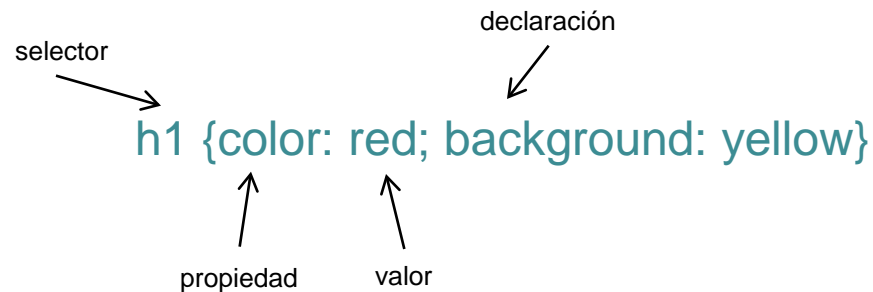 declaración
selector
h1 {color: red; background: yellow}
propiedad
valor